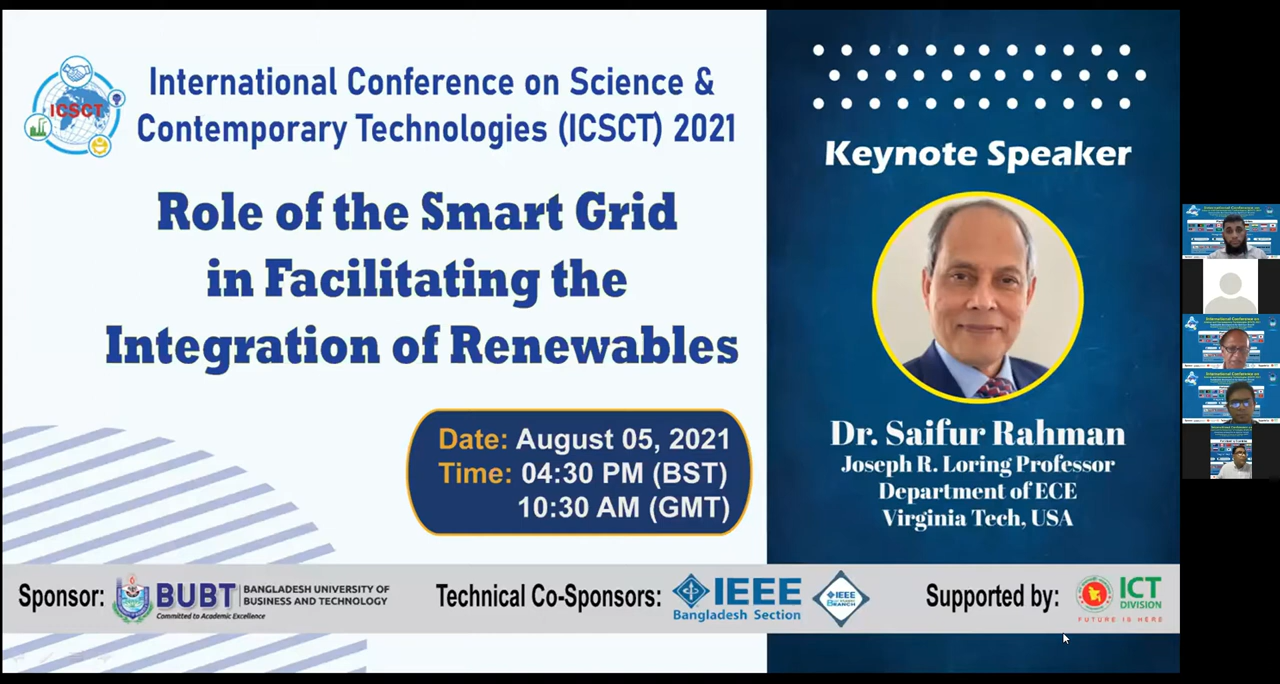 ICSCT
International Conference on Science &
Contemporary Technologies (ICSCT) 2021
Role of the Smart Grid
in Facilitating the
Integration of Renewables
Date: August 05, 2021
Time: 04:30 PM (BST)
10:30 AM (GMT)
Keynote Speaker
Dr. Saifur Rahman
Joseph R. Loring Professor
Department of ECE
Virginia Tech, USA
Sponsor:
BUBT
BANGLADESH UNIVERSITY OF
BUSINESS AND TECHNOLOGY
Committed to Academic Excellence
Technical Co-Sponsors:
IEEE
Bangladesh Section
IEEE
BRANCH
Supported by:
ICT
DIVISION
FUTURE IS HERE